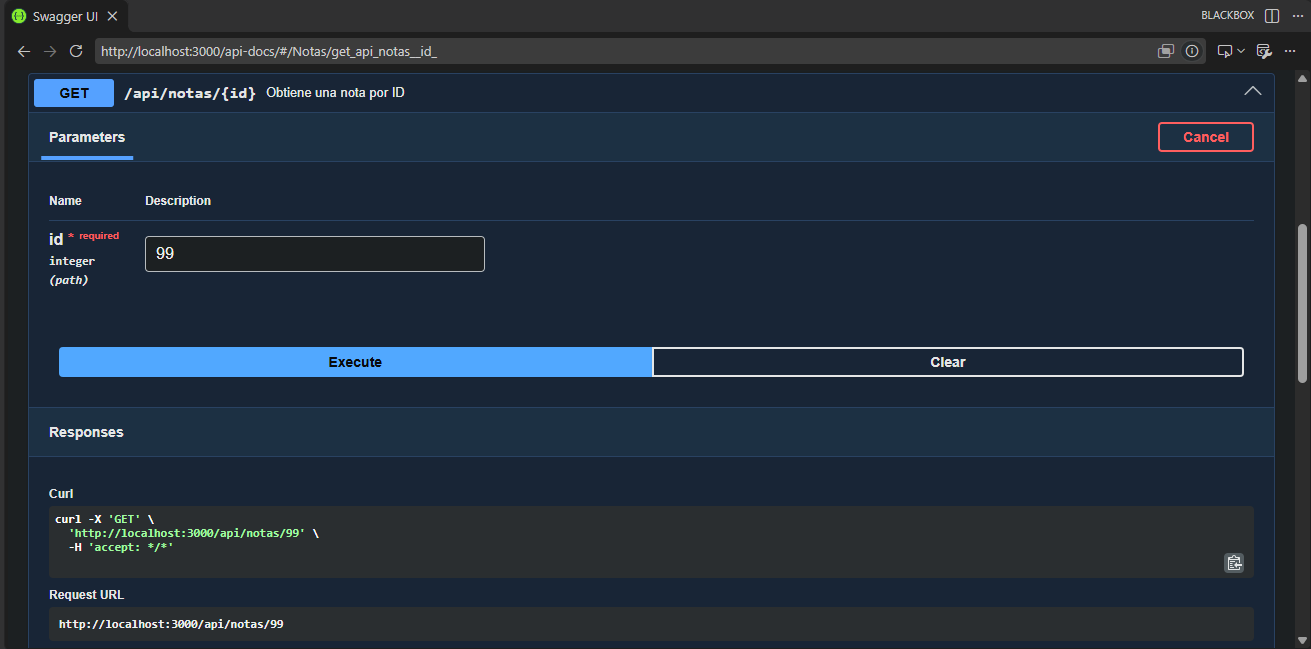 Swagger UI
BLACKBOX
http://localhost:3000/api-docs/#/Notas/get_api_notas__id_
GET /api/notas/{id} Obtiene una nota por ID
Parameters
Cancel
Name Description
id * required
integer
(path)
99
Execute
Clear
Responses
Curl
curl -X 'GET' \
'http://localhost:3000/api/notas/99' \
-H 'accept: */*'
Request URL
http://localhost:3000/api/notas/99